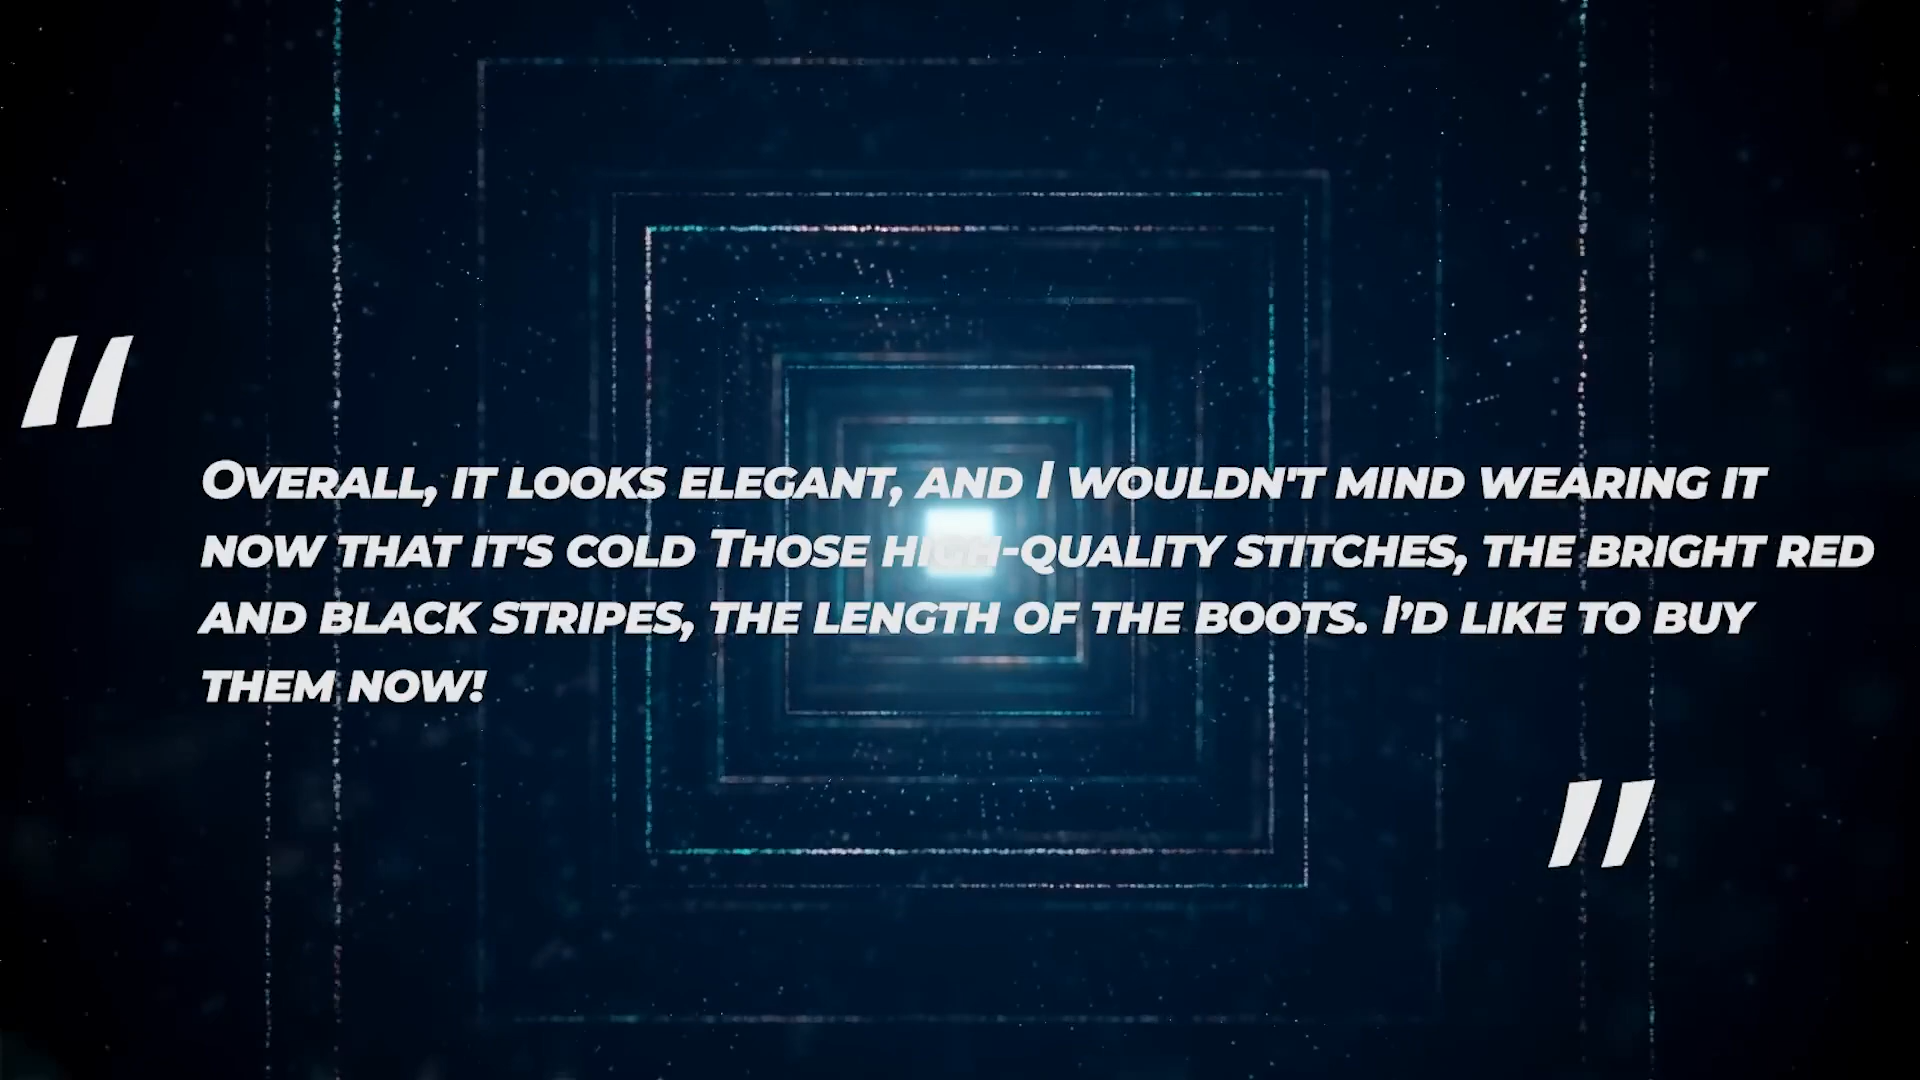 "
Overall, it looks elegant, and I wouldn't mind wearing it
now that it's cold Those high-quality stitches, the bright red
and black stripes, the length of the boots. I’d like to buy
them now!
"